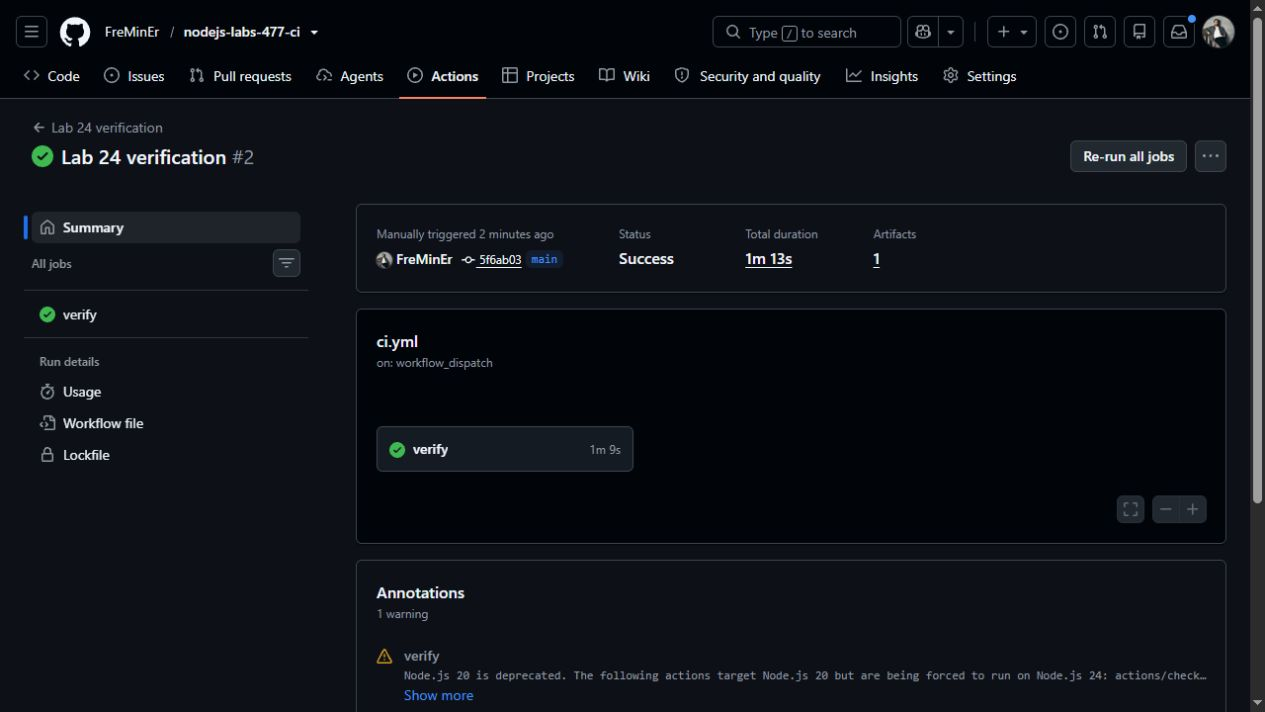 FreMinEr / nodejs-labs-477-ci
Type / to search
Code Issues Pull requests Agents Actions Projects Wiki Security and quality Insights Settings
Lab 24 verification
Lab 24 verification #2
Re-run all jobs
Summary
All jobs
verify
Run details
Usage
Workflow file
Lockfile
Manually triggered 2 minutes ago Status Total duration Artifacts
FreMinEr 5f6ab03 main Success 1m 13s 1
ci.yml
on: workflow_dispatch
verify 1m 9s
Annotations
1 warning
verify
Node.js 20 is deprecated. The following actions target Node.js 20 but are being forced to run on Node.js 24: actions/check…
Show more